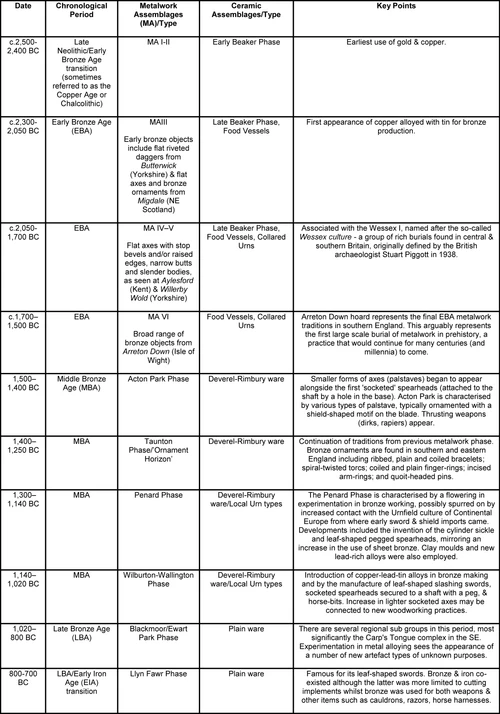 Date
Chronological
Period
Metalwork
Assemblages
(MA)/Type
Ceramic
Assemblages/Type
Key Points
c.2,500-
2,400 BC
Late
Neolithic/Early
Bronze Age
transition
(sometimes
referred to as the
Copper Age or
Chalcolithic)
MA I-II
Early Beaker Phase
Earliest use of gold & copper.
c.2,300-
2,050 BC
Early Bronze Age
(EBA)
MAIII
Early bronze objects
include flat riveted
daggers from
Butterwick
(Yorkshire) & flat
axes and bronze
ornaments from
Migdale (NE
Scotland)
Late Beaker Phase,
Food Vessels
First appearance of copper alloyed with tin for bronze
production.
c.2,050-
1,700 BC
EBA
MA IV–V
Flat axes with stop
bevels and/or raised
edges, narrow butts
and slender bodies,
as seen at Aylesford
(Kent) & Willerby
Wold (Yorkshire)
Late Beaker Phase,
Food Vessels, Collared
Urns
Associated with the Wessex I, named after the so-called
Wessex culture - a group of rich burials found in central &
southern Britain, originally defined by the British
archaeologist Stuart Piggott in 1938.
c.1,700–
1,500 BC
EBA
MA VI
Broad range of
bronze objects from
Arreton Down (Isle of
Wight)
Food Vessels, Collared
Urns
Arreton Down hoard represents the final EBA metalwork
traditions in southern England. This arguably represents
the first large scale burial of metalwork in prehistory, a
practice that would continue for many centuries (and
millennia) to come.
1,500–
1,400 BC
Middle Bronze
Age (MBA)
Acton Park Phase
Deverel-Rimbury ware
Smaller forms of axes (palstaves) began to appear
alongside the first 'socketed' spearheads (attached to the
shaft by a hole in the base). Acton Park is characterised
by various types of palstave, typically ornamented with a
shield-shaped motif on the blade. Thrusting weapons
(dirks, rapiers) appear.
1,400–
1,250 BC
MBA
Taunton
Phase/'Ornament
Horizon'
Deverel-Rimbury ware
Continuation of traditions from previous metalwork phase.
Bronze ornaments are found in southern and eastern
England including ribbed, plain and coiled bracelets;
spiral-twisted torcs; coiled and plain finger-rings; incised
arm-rings; and quoit-headed pins.
1,300–
1,140 BC
MBA
Penard Phase
Deverel-Rimbury
ware/Local Urn types
The Penard Phase is characterised by a flowering in
experimentation in bronze working, possibly spurred on by
increased contact with the Urnfield culture of Continental
Europe from where early sword & shield imports came.
Developments included the invention of the cylinder sickle
and leaf-shaped pegged spearheads, mirroring an
increase in the use of sheet bronze. Clay moulds and new
lead-rich alloys were also employed.
1,140–
1,020 BC
MBA
Wilburton-Wallington
Phase
Deverel-Rimbury
ware/Local Urn types
Introduction of copper-lead-tin alloys in bronze making and
by the manufacture of leaf-shaped slashing swords,
socketed spearheads secured to a shaft with a peg, &
horse-bits. Increase in lighter socketed axes may be
connected to new woodworking practices.
1,020–
800 BC
Late Bronze Age
(LBA)
Blackmoor/Ewart
Park Phase
Plain ware
There are several regional sub groups in this period, most
significantly the Carp's Tongue complex in the SE.
Experimentation in metal alloying sees the appearance of
a number of new artefact types of unknown purposes.
800-700
BC
LBA/Early Iron
Age (EIA)
transition
Llyn Fawr Phase
Plain ware
Famous for its leaf-shaped swords. Bronze & iron co-
existed although the latter was more limited to cutting
implements whilst bronze was used for both weapons &
other items such as cauldrons, razors, horse harnesses.